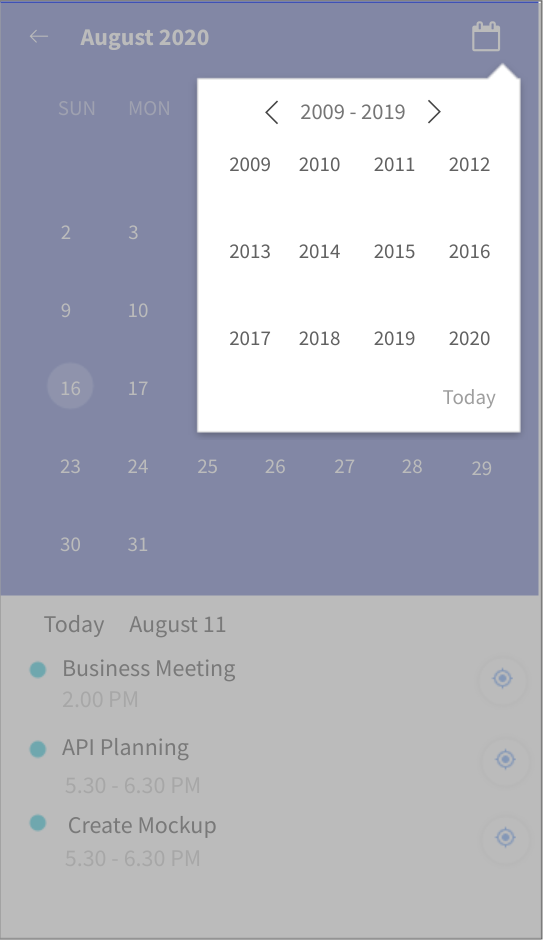 August 2020
SUN MON
2009 - 2019
2009 2010 2011 2012
2013 2014 2015 2016
2017 2018 2019 2020
Today
2 3
9 10
16 17
23 24 25 26 27 28 29
30 31
Today August 11
Business Meeting
2.00 PM
API Planning
5.30 - 6.30 PM
Create Mockup
5.30 - 6.30 PM